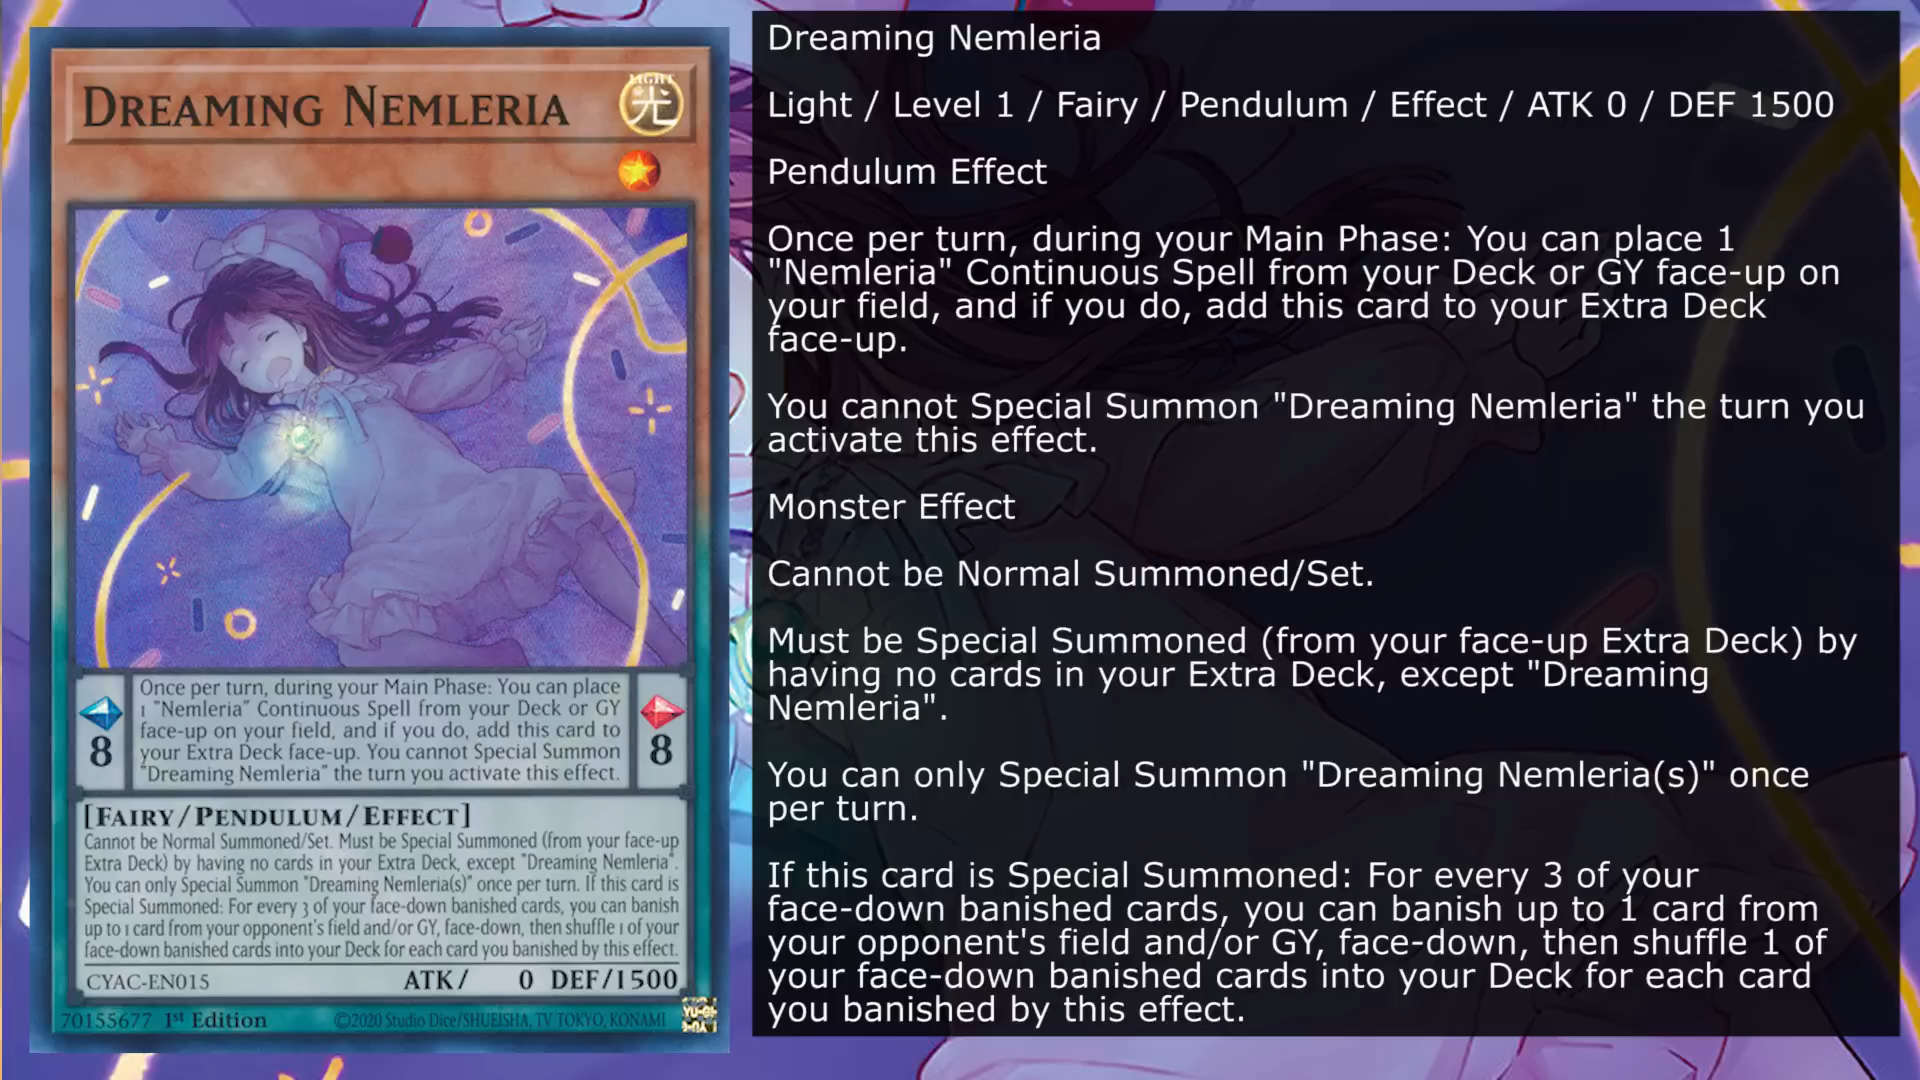 DREAMING NEMLERIA
LIGHT
光
Once per turn, during your Main Phase: You can place
1 "Nemleria" Continuous Spell from your Deck or GY
face-up on your field, and if you do, add this card to
your Extra Deck face-up. You cannot Special Summon
"Dreaming Nemleria" the turn you activate this effect.
8
8
[FAIRY/PENDULUM/EFFECT]
Cannot be Normal Summoned/Set. Must be Special Summoned (from your face-up
Extra Deck) by having no cards in your Extra Deck, except "Dreaming Nemleria".
You can only Special Summon "Dreaming Nemleria(s)" once per turn. If this card is
Special Summoned: For every 3 of your face-down banished cards, you can banish
up to 1 card from your opponent's field and/or GY, face-down, then shuffle 1 of your
face-down banished cards into your Deck for each card you banished by this effect.
CYAC-EN015 ATK/ 0 DEF/1500
70155677 1st Edition ©2020 Studio Dice/SHUEISHA, TV TOKYO, KONAMI
Dreaming Nemleria
Light / Level 1 / Fairy / Pendulum / Effect / ATK 0 / DEF 1500
Pendulum Effect
Once per turn, during your Main Phase: You can place 1
"Nemleria" Continuous Spell from your Deck or GY face-up on
your field, and if you do, add this card to your Extra Deck
face-up.
You cannot Special Summon "Dreaming Nemleria" the turn you
activate this effect.
Monster Effect
Cannot be Normal Summoned/Set.
Must be Special Summoned (from your face-up Extra Deck) by
having no cards in your Extra Deck, except "Dreaming
Nemleria".
You can only Special Summon "Dreaming Nemleria(s)" once
per turn.
If this card is Special Summoned: For every 3 of your
face-down banished cards, you can banish up to 1 card from
your opponent's field and/or GY, face-down, then shuffle 1 of
your face-down banished cards into your Deck for each card
you banished by this effect.